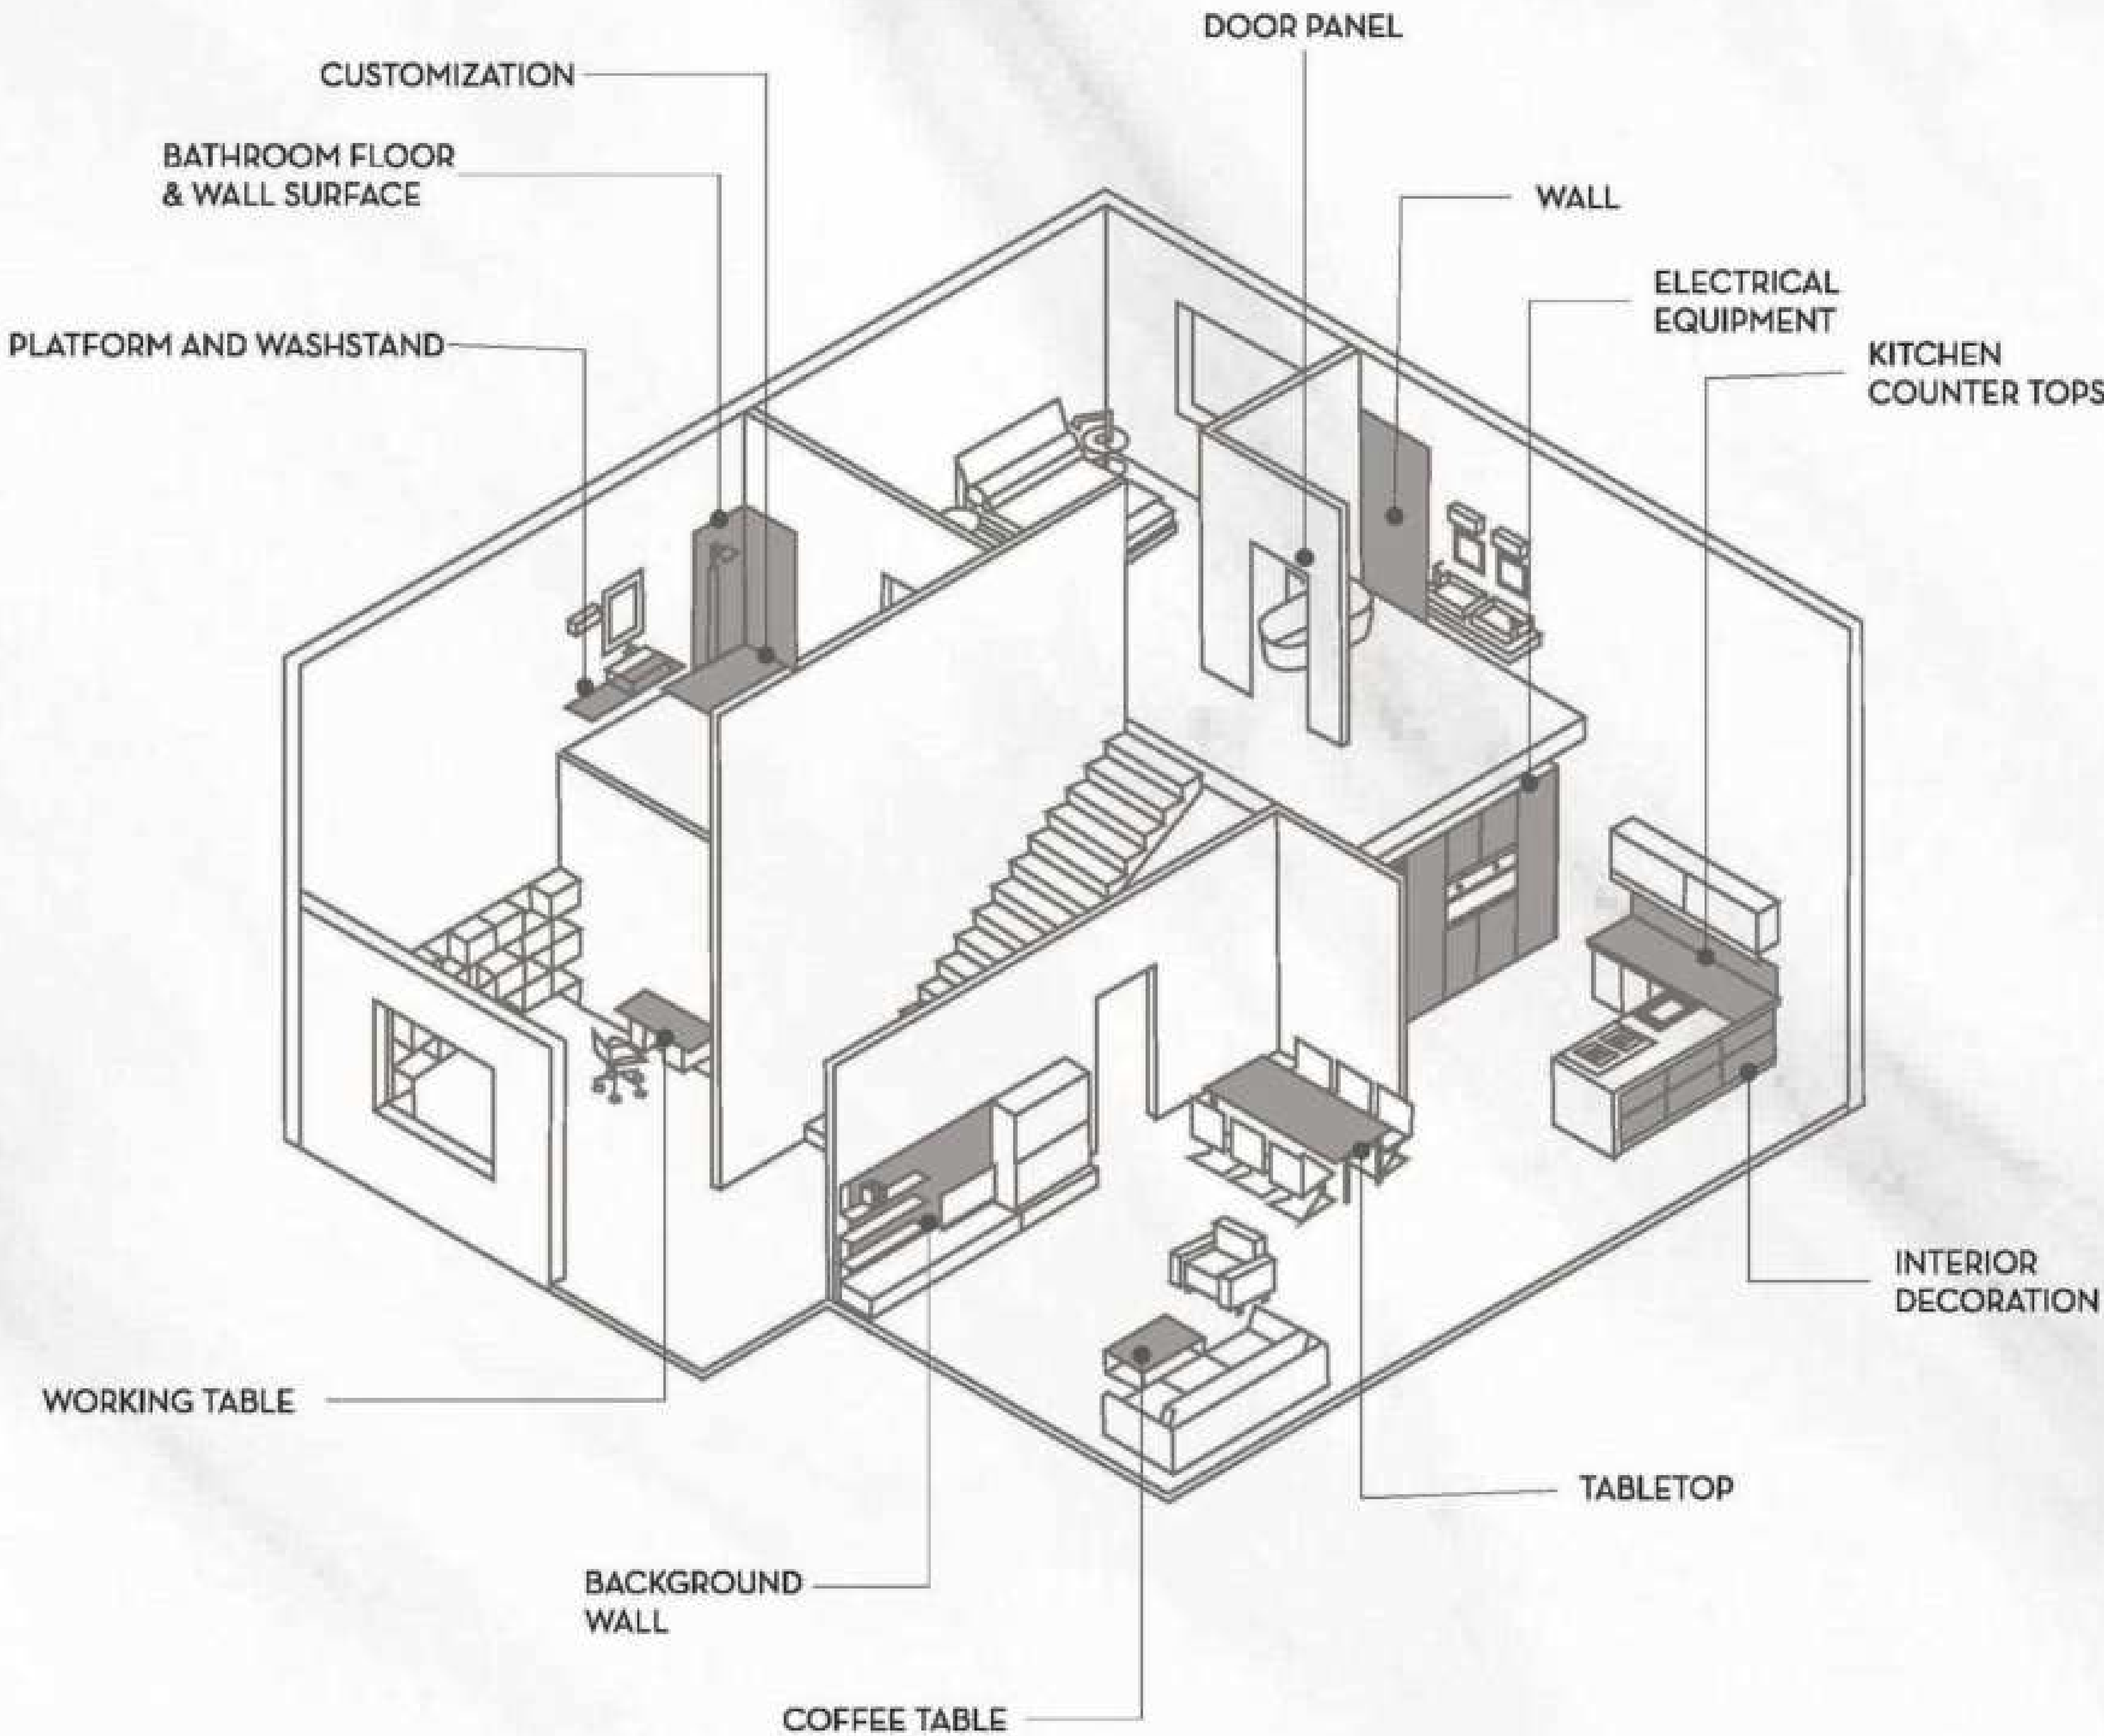 DOOR PANEL
CUSTOMIZATION
BATHROOM FLOOR
& WALL SURFACE
WALL
ELECTRICAL
EQUIPMENT
PLATFORM AND WASHSTAND
KITCHEN
COUNTER TOPS
INTERIOR
DECORATION
WORKING TABLE
TABLETOP
BACKGROUND
WALL
COFFEE TABLE